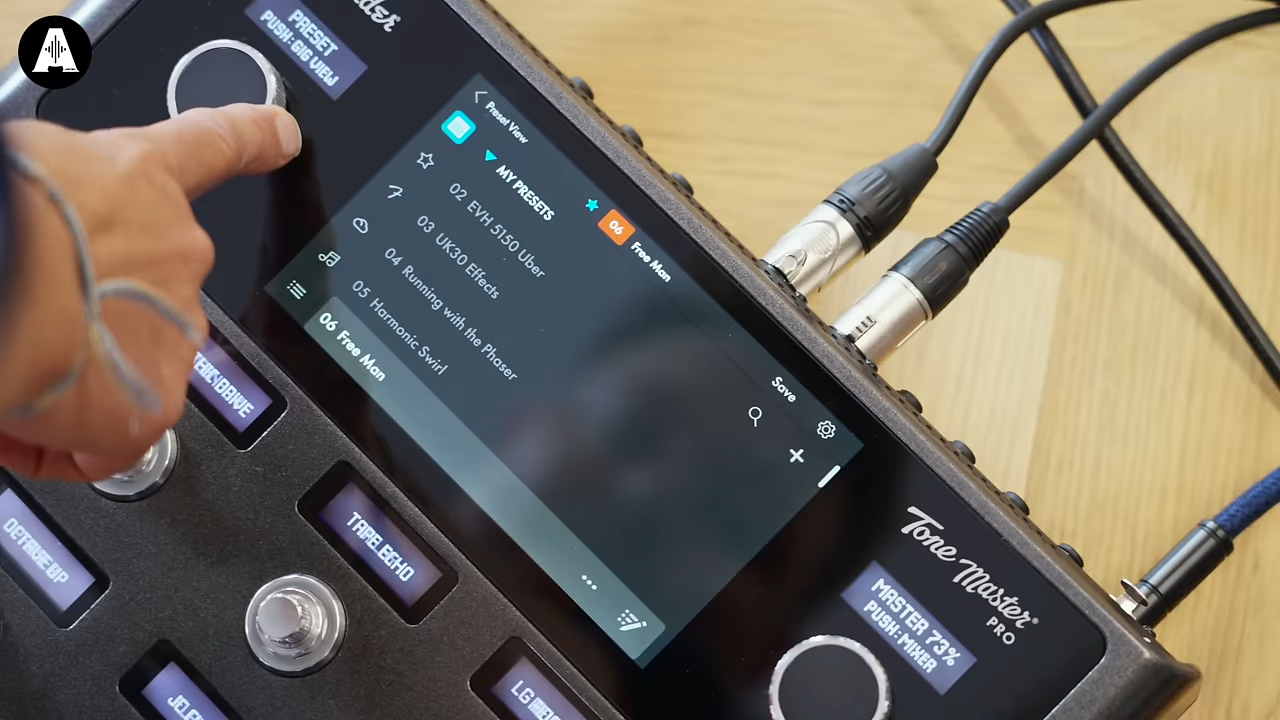 PRESET
PUSH: GIG VIEW
Preset View
MY PRESETS
02 EVH 5150 Uber
03 UK30 Effects
04 Running with the Phaser
05 Harmonic Swirl
06 Free Man
06 Free Man
Save
Tone Master®
PRO
MASTER 73%
PUSH: MIXER
TAPE ECHO